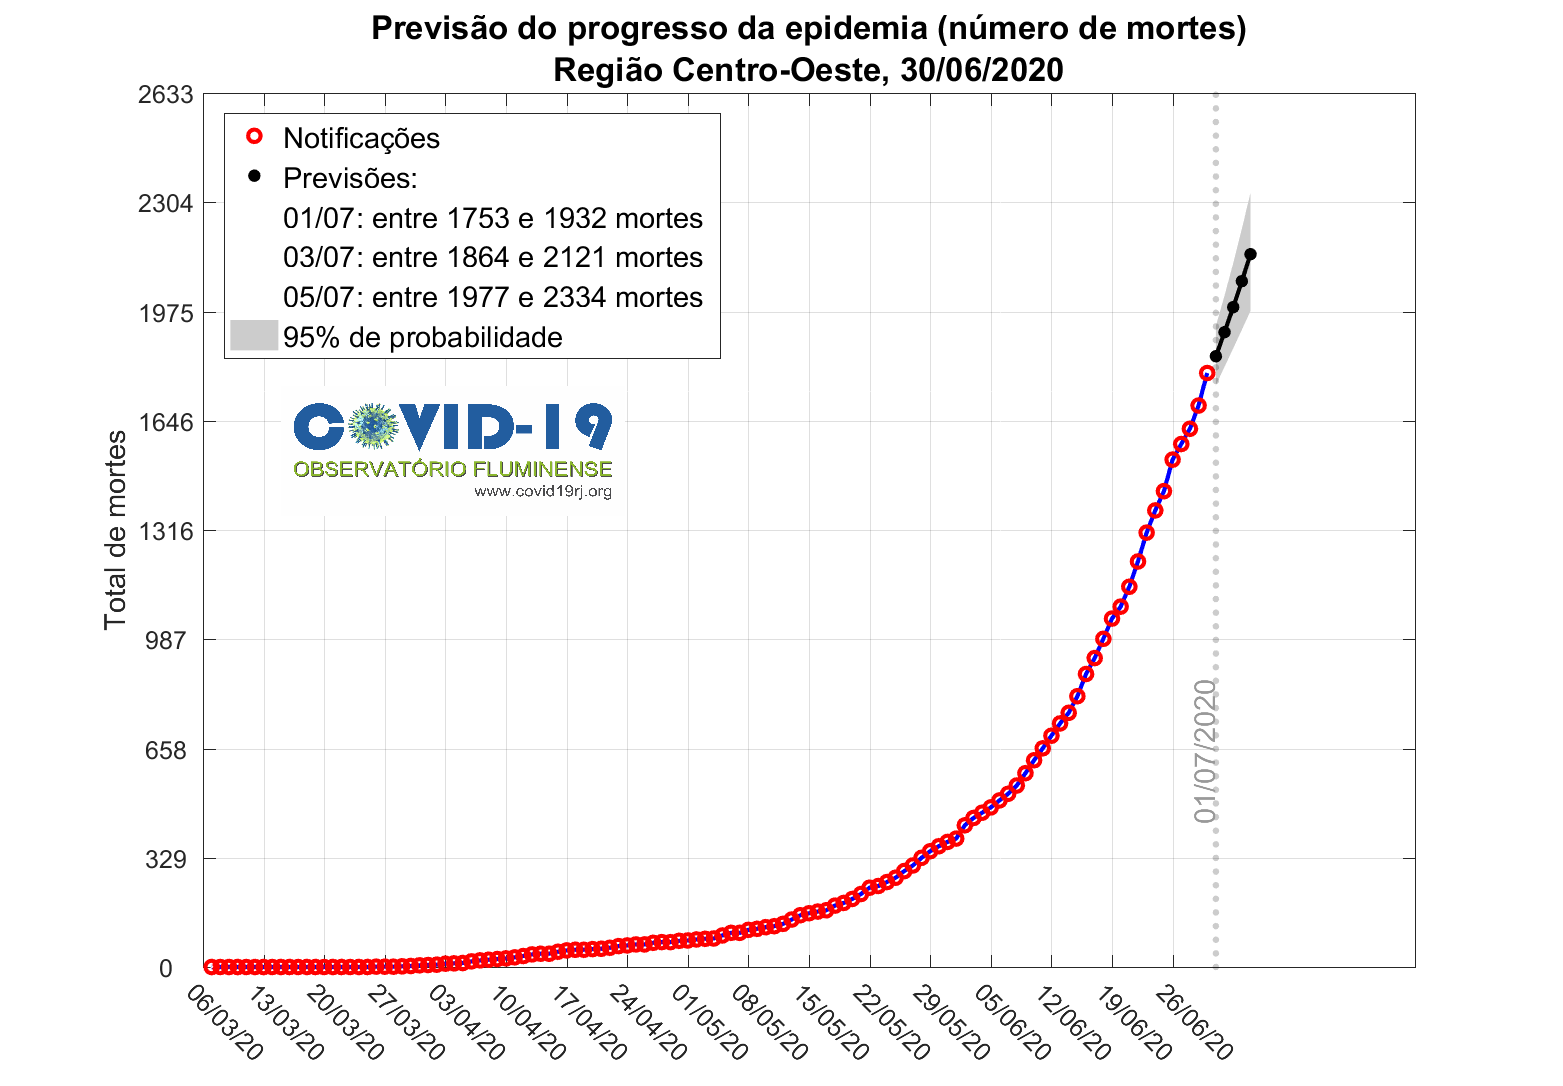 Previsão do progresso da epidemia (número de mortes)
Região Centro-Oeste, 30/06/2020
2633
2304
1975
1646
1316
987
658
329
0
Total de mortes
Notificações
Previsões:
01/07: entre 1753 e 1932 mortes
03/07: entre 1864 e 2121 mortes
05/07: entre 1977 e 2334 mortes
95% de probabilidade
COVID-19
OBSERVATÓRIO FLUMINENSE
www.covid19rj.org
01/07/2020
06/03/20
13/03/20
20/03/20
27/03/20
03/04/20
10/04/20
17/04/20
24/04/20
01/05/20
08/05/20
15/05/20
22/05/20
29/05/20
05/06/20
12/06/20
19/06/20
26/06/20